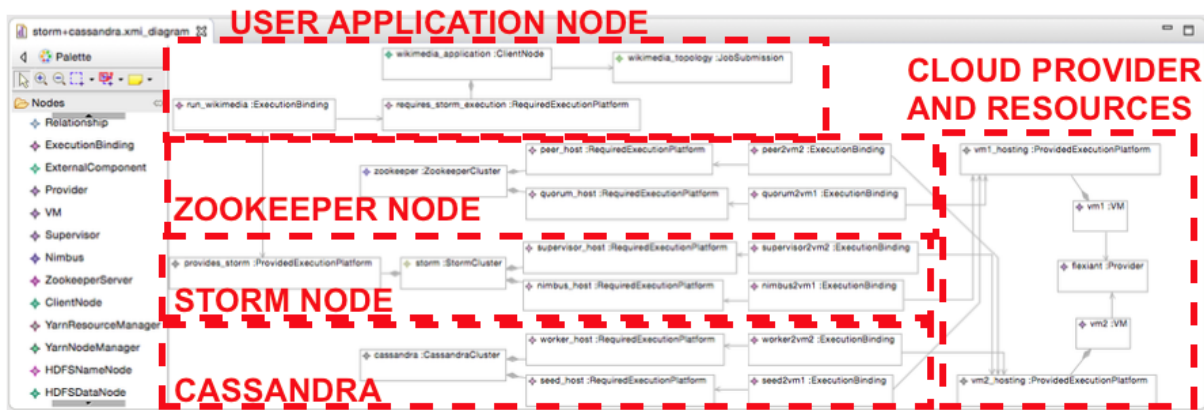 USER APPLICATION NODE
storm+cassandra.xmi_diagram
Palette
Nodes
Relationship
ExecutionBinding
ExternalComponent
Provider
VM
Supervisor
Nimbus
ZookeeperServer
ClientNode
YarnResourceManager
YarnNodeManager
HDFSNameNode
HDFSDataNode
wikimedia_application :ClientNode
wikimedia_topology :JobSubmission
run_wikimedia :ExecutionBinding
requires_storm_execution :RequiredExecutionPlatform
CLOUD PROVIDER
AND RESOURCES
peer_host :RequiredExecutionPlatform
peer2vm2 :ExecutionBinding
zookeeper :ZookeeperCluster
quorum_host :RequiredExecutionPlatform
quorum2vm1 :ExecutionBinding
ZOOKEEPER NODE
supervisor_host :RequiredExecutionPlatform
supervisor2vm2 :ExecutionBinding
provides_storm :ProvidedExecutionPlatform
storm :StormCluster
nimbus_host :RequiredExecutionPlatform
nimbus2vm1 :ExecutionBinding
STORM NODE
worker_host :RequiredExecutionPlatform
worker2vm2 :ExecutionBinding
cassandra :CassandraCluster
seed_host :RequiredExecutionPlatform
seed2vm1 :ExecutionBinding
CASSANDRA
vm1_hosting :ProvidedExecutionPlatform
vm1 :VM
flexiant :Provider
vm2 :VM
vm2_hosting :ProvidedExecutionPlatform